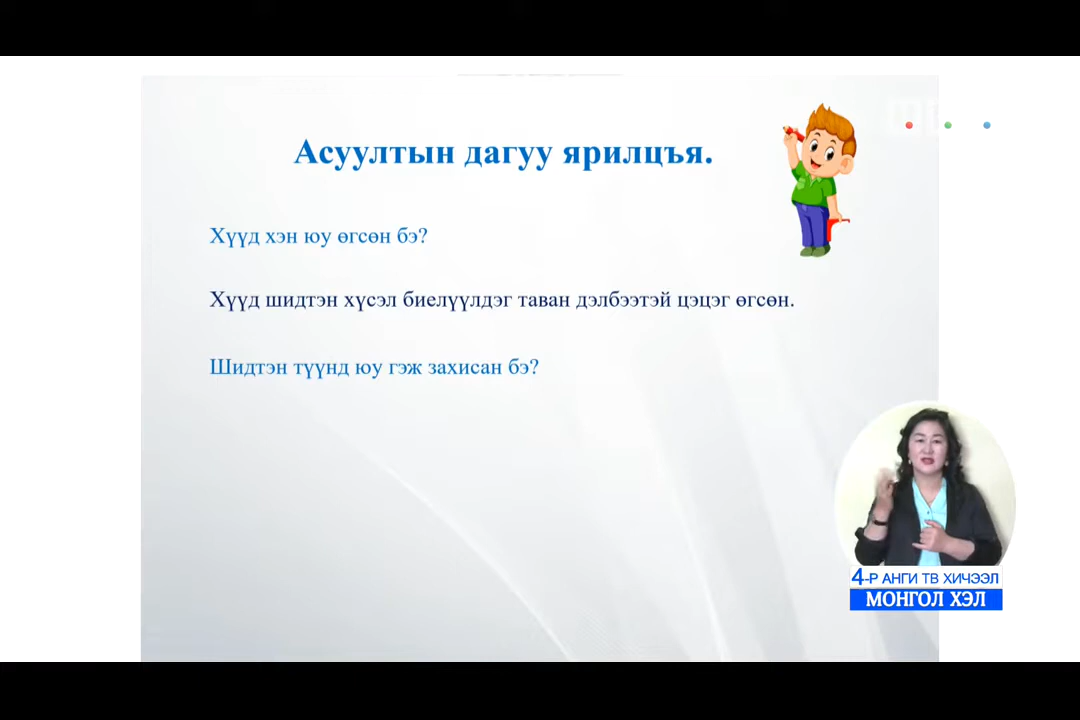 Асуултын дагуу ярилцъя.
Хүүд хэн юу өгсөн бэ?
Хүүд шидтэн хүсэл биелүүлдэг таван дэлбээтэй цэцэг өгсөн.
Шидтэн түүнд юу гэж захисан бэ?
4-Р АНГИ ТВ ХИЧЭЭЛ
МОНГОЛ ХЭЛ